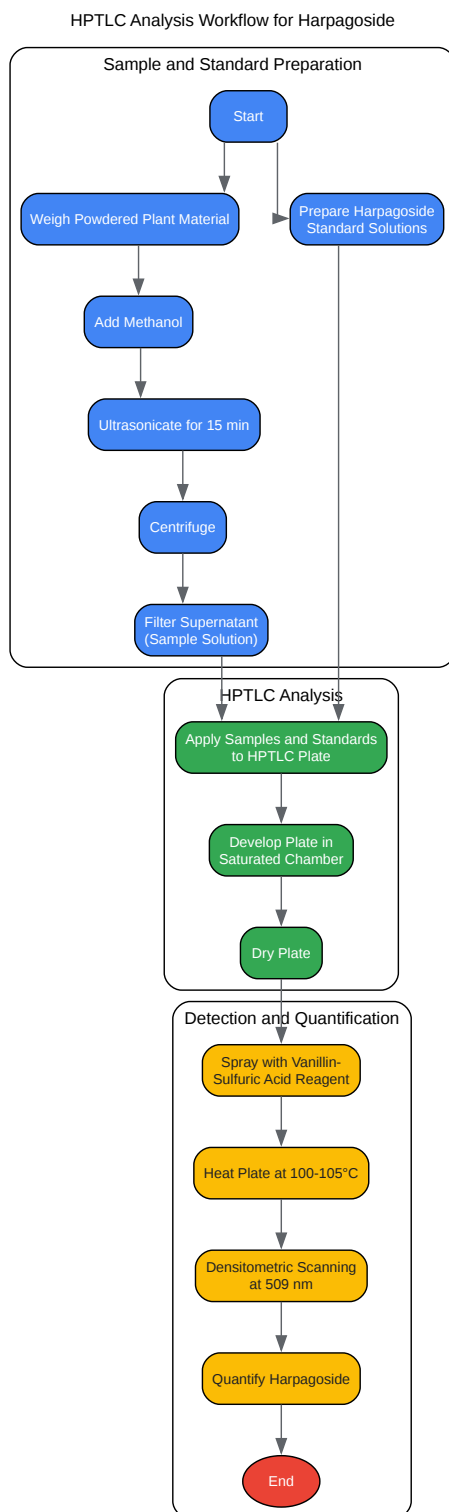 HPTLC Analysis Workflow for Harpagoside
Sample and Standard Preparation
Start
Weigh Powdered Plant Material
Prepare Harpagoside
Standard Solutions
Add Methanol
Ultrasonicate for 15 min
Centrifuge
Filter Supernatant
(Sample Solution)
HPTLC Analysis
Apply Samples and Standards
to HPTLC Plate
Develop Plate in
Saturated Chamber
Dry Plate
Detection and Quantification
Spray with Vanillin-
Sulfuric Acid Reagent
Heat Plate at 100-105°C
Densitometric Scanning
at 509 nm
Quantify Harpagoside
End